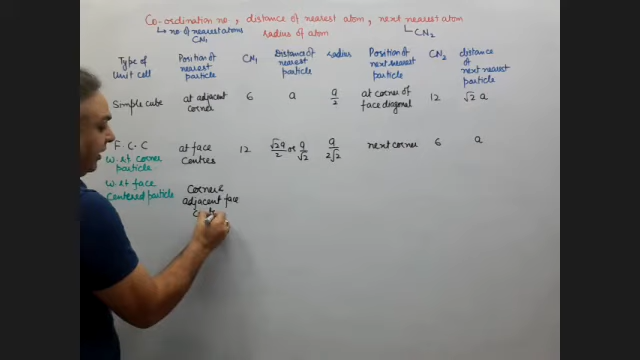 Co-ordination no, distance of nearest atom, next nearest atom
no of nearest atoms radius of atom CN2
CN1
Type of Unit cell
Position of nearest particle
CN1
Distance of nearest particle
radius
Position of next nearest particle
CN2
distance of next nearest particle
Simple cube
at adjacent corner
6
a
a/2
at corner of face diagonal
12
√2 a
F C.C
w.r.t corner particle
at face centres
12
√2a/2 or a/√2
a/2√2
next corner
6
a
w.r.t face centered particle
Corner &
adjacent face